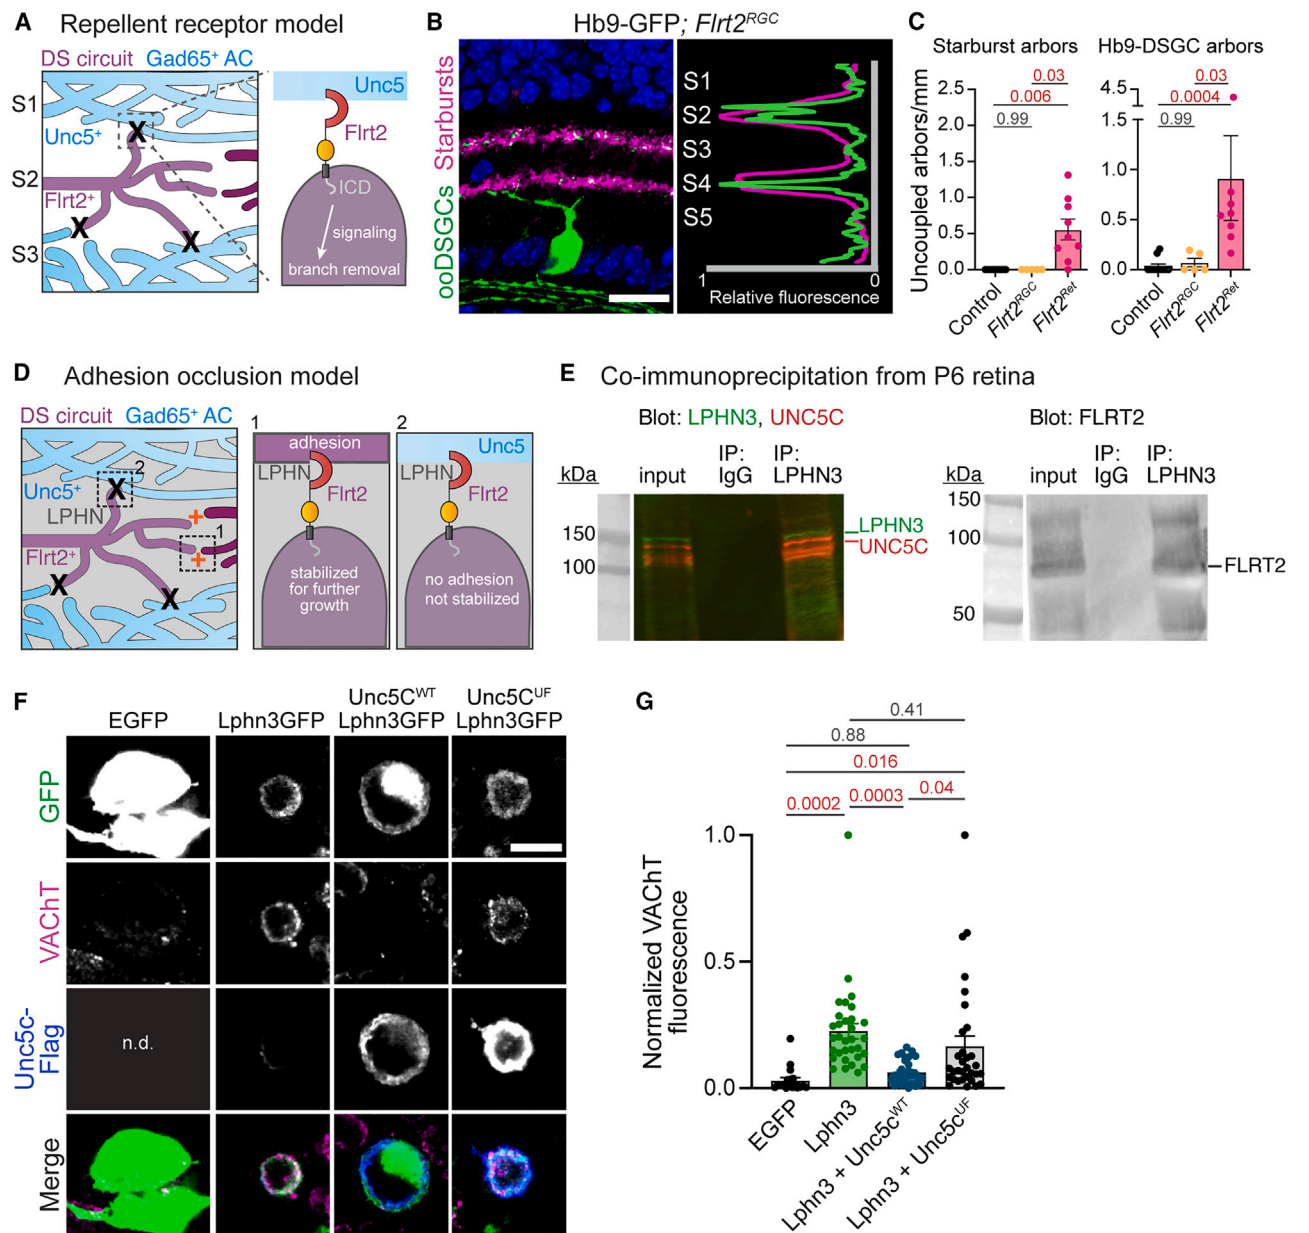 A Repellent receptor model
DS circuit Gad65⁺ AC
S1
Unc5⁺
S2
Flrt2⁺
S3
Unc5
Flrt2
ICD
signaling
branch removal
B Hb9-GFP; Flrt2ᴿᴳᶜ
ooDSGCs Starbursts
S1
S2
S3
S4
S5
1 0
Relative fluorescence
C
Starburst arbors Hb9-DSGC arbors
Uncoupled arbors/mm
0.03
0.006
0.99
2.5
2.0
1.5
1.0
0.5
0.0
Control
Flrt2ᴿᴳᶜ
Flrt2ᴿᵉᵗ
0.03
0.0004
0.99
4.5
1.5
1.0
0.5
0.0
Control
Flrt2ᴿᴳᶜ
Flrt2ᴿᵉᵗ
D Adhesion occlusion model
DS circuit Gad65⁺ AC
2
Unc5⁺
LPHN
1
Flrt2⁺
1
adhesion
LPHN
Flrt2
stabilized
for further
growth
2
Unc5
LPHN
Flrt2
no adhesion
not stabilized
E Co-immunoprecipitation from P6 retina
Blot: LPHN3, UNC5C
kDa
input
IP:
IgG
IP:
LPHN3
150
100
LPHN3
UNC5C
Blot: FLRT2
kDa
input
IP:
IgG
IP:
LPHN3
150
100
50
FLRT2
F
EGFP
Lphn3GFP
Unc5Cᵂᵀ
Lphn3GFP
Unc5Cᵁᶠ
Lphn3GFP
GFP
VAChT
Unc5c-
Flag
n.d.
Merge
G
0.41
0.88
0.016
0.0002 0.0003 0.04
Normalized VAChT
fluorescence
1.0
0.5
0.0
EGFP
Lphn3
Lphn3 + Unc5cᵂᵀ
Lphn3 + Unc5cᵁᶠ